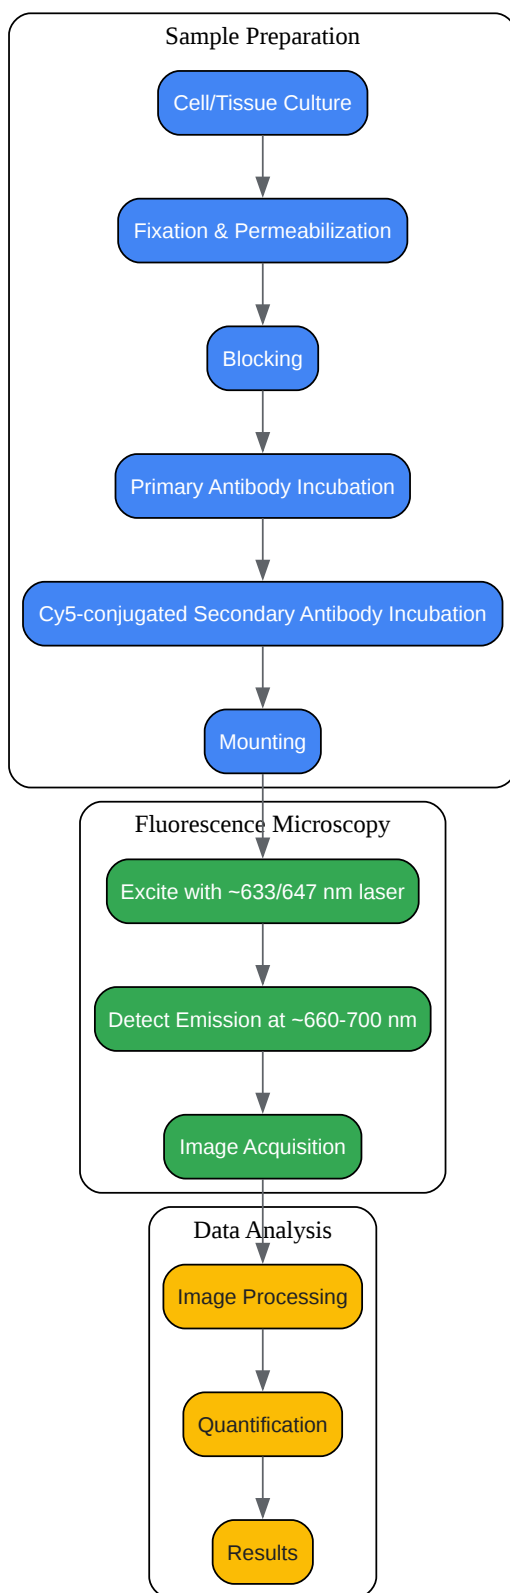 Sample Preparation
Cell/Tissue Culture
Fixation & Permeabilization
Blocking
Primary Antibody Incubation
Cy5-conjugated Secondary Antibody Incubation
Mounting
Fluorescence Microscopy
Excite with ~633/647 nm laser
Detect Emission at ~660-700 nm
Image Acquisition
Data Analysis
Image Processing
Quantification
Results